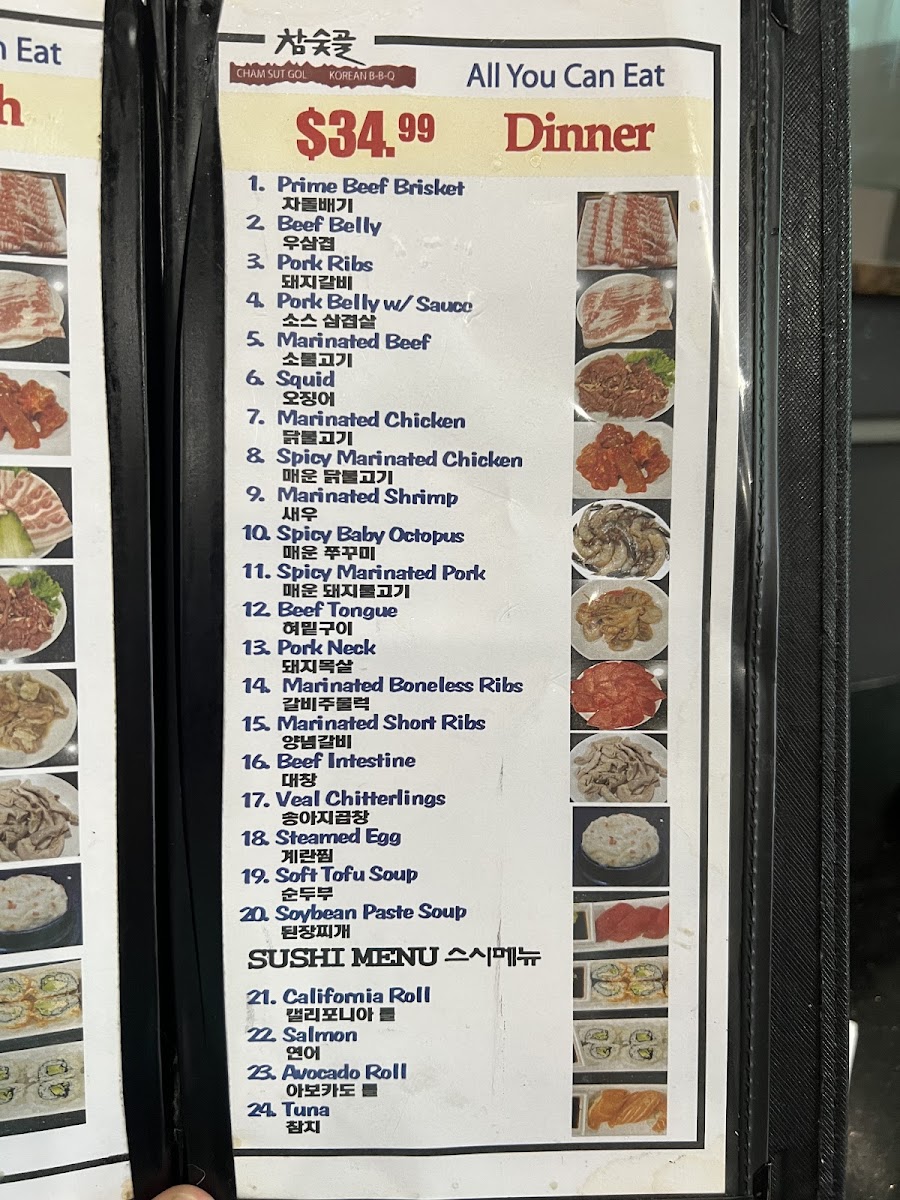 n Eat
h
참숯골
CHAM SUT GOL KOREAN B-B-Q
All You Can Eat
$34.99 Dinner
1. Prime Beef Brisket
차돌배기
2. Beef Belly
우삼겹
3. Pork Ribs
돼지갈비
4. Pork Belly w/ Sauce
소스 삼겹살
5. Marinated Beef
소불고기
6. Squid
오징어
7. Marinated Chicken
닭불고기
8. Spicy Marinated Chicken
매운 닭불고기
9. Marinated Shrimp
새우
10. Spicy Baby Octopus
매운 쭈꾸미
11. Spicy Marinated Pork
매운 돼지불고기
12. Beef Tongue
혀밑구이
13. Pork Neck
돼지목살
14. Marinated Boneless Ribs
갈비주물럭
15. Marinated Short Ribs
양념갈비
16. Beef Intestine
대창
17. Veal Chitterlings
송아지곱창
18. Steamed Egg
계란찜
19. Soft Tofu Soup
순두부
20. Soybean Paste Soup
된장찌개
SUSHI MENU 스시메뉴
21. California Roll
캘리포니아 롤
22. Salmon
연어
23. Avocado Roll
아보카도 롤
24. Tuna
참치